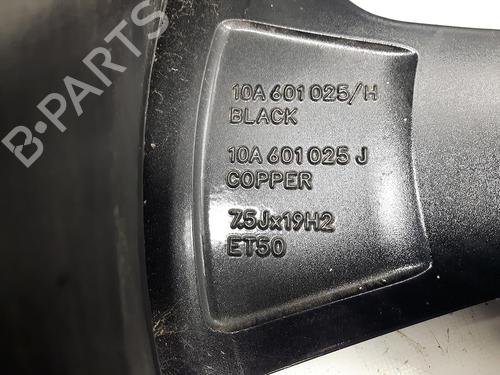 B-PARTS
10A 601 025/H
BLACK
10A 601 025 J
COPPER
7.5Jx19H2
ET50